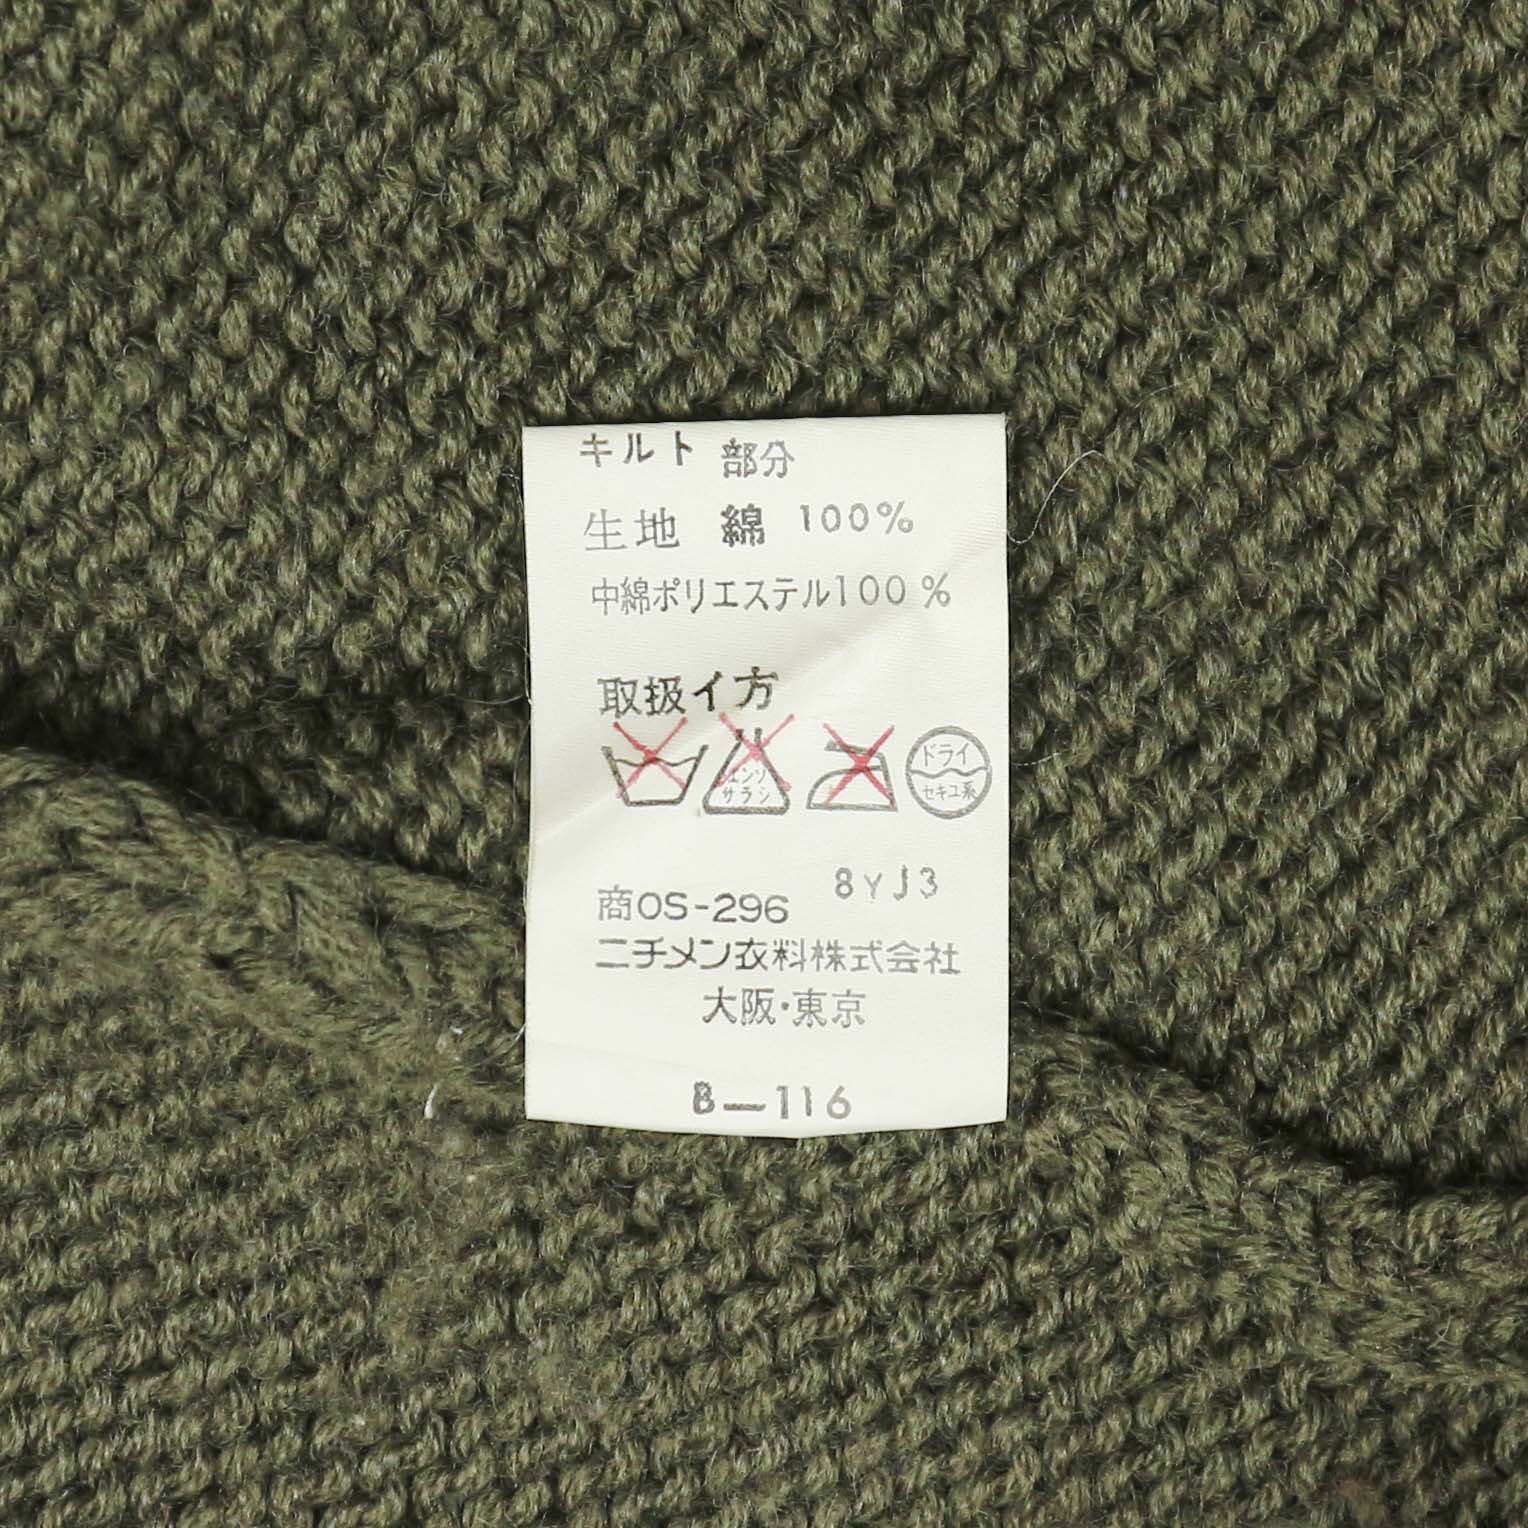 キルト 部分
生地 綿 100%
中綿ポリエステル100%
取扱イ方
エンソ サラシ ドライ セキユ系
8YJ3
商OS-296
ニチメン衣料株式会社
大阪・東京
B-116